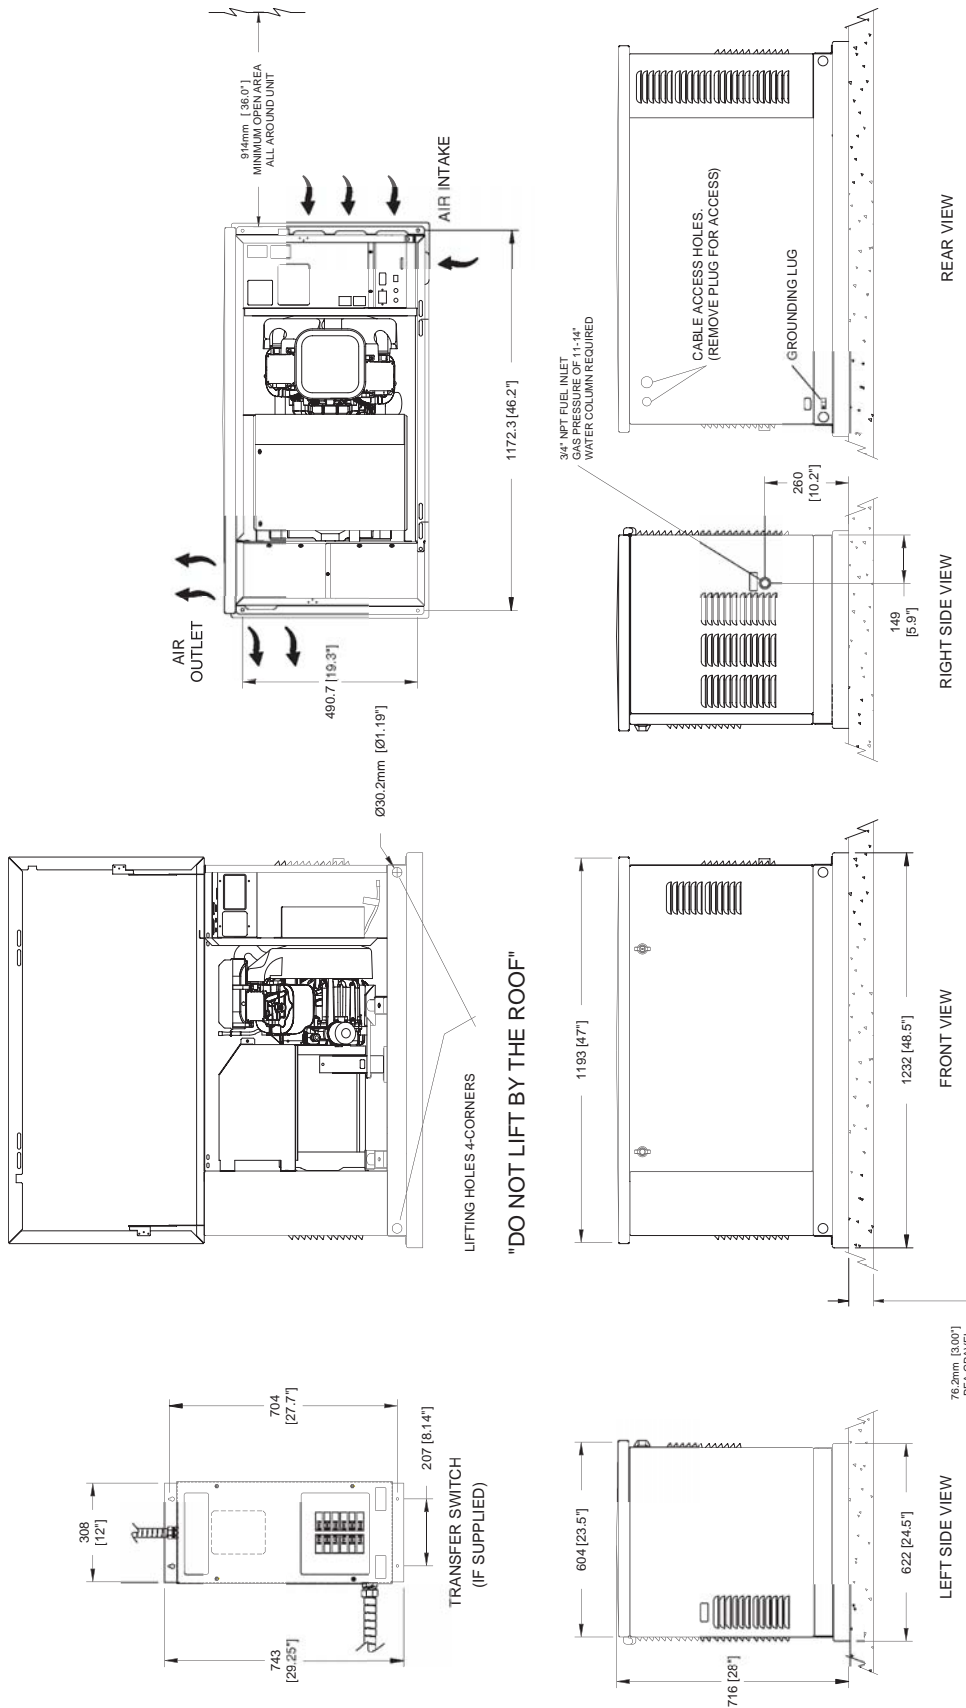 308
[12"]
743
[29.25"]
704
[27.7"]
207 [8.14"]
TRANSFER SWITCH
(IF SUPPLIED)
LIFTING HOLES 4-CORNERS
Ø30.2mm [Ø1.19"]
"DO NOT LIFT BY THE ROOF"
AIR
OUTLET
490.7 [19.3"]
1172.3 [46.2"]
AIR INTAKE
914mm [36.0"]
MINIMUM OPEN AREA
ALL AROUND UNIT
716 [28"]
604 [23.5"]
622 [24.5"]
LEFT SIDE VIEW
76.2mm [3.00"]
1193 [47"]
1232 [48.5"]
FRONT VIEW
3/4" NPT FUEL INLET
GAS PRESSURE OF 11-14"
WATER COLUMN REQUIRED
149
[5.9"]
260
[10.2"]
RIGHT SIDE VIEW
CABLE ACCESS HOLES.
(REMOVE PLUG FOR ACCESS)
GROUNDING LUG
REAR VIEW